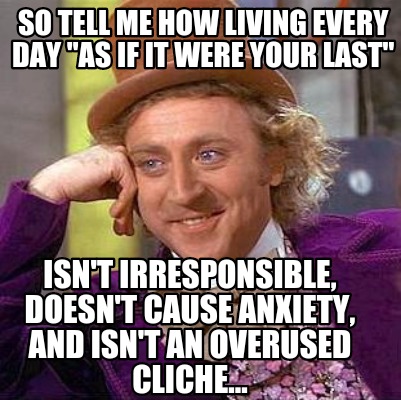 SO TELL ME HOW LIVING EVERY
DAY "AS IF IT WERE YOUR LAST"
ISN'T IRRESPONSIBLE,
DOESN'T CAUSE ANXIETY,
AND ISN'T AN OVERUSED
CLICHE...